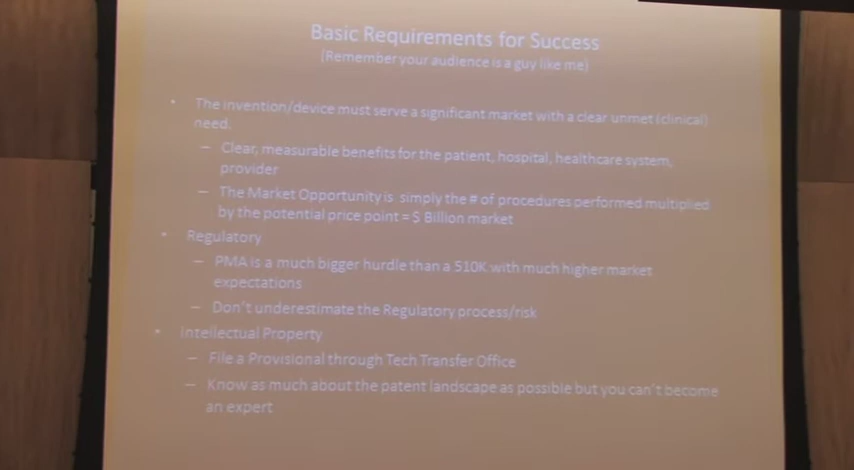 Basic Requirements for Success
(Remember your audience is a guy like me)
• The invention/device must serve a significant market with a clear unmet (clinical)
need.
– Clear, measurable benefits for the patient, hospital, healthcare system,
provider
– The Market Opportunity is simply the # of procedures performed multiplied
by the potential price point = $ Billion market
• Regulatory
– PMA is a much bigger hurdle than a 510K with much higher market
expectations
– Don't underestimate the Regulatory process/risk
• Intellectual Property
– File a Provisional through Tech Transfer Office
– Know as much about the patent landscape as possible but you can't become
an expert